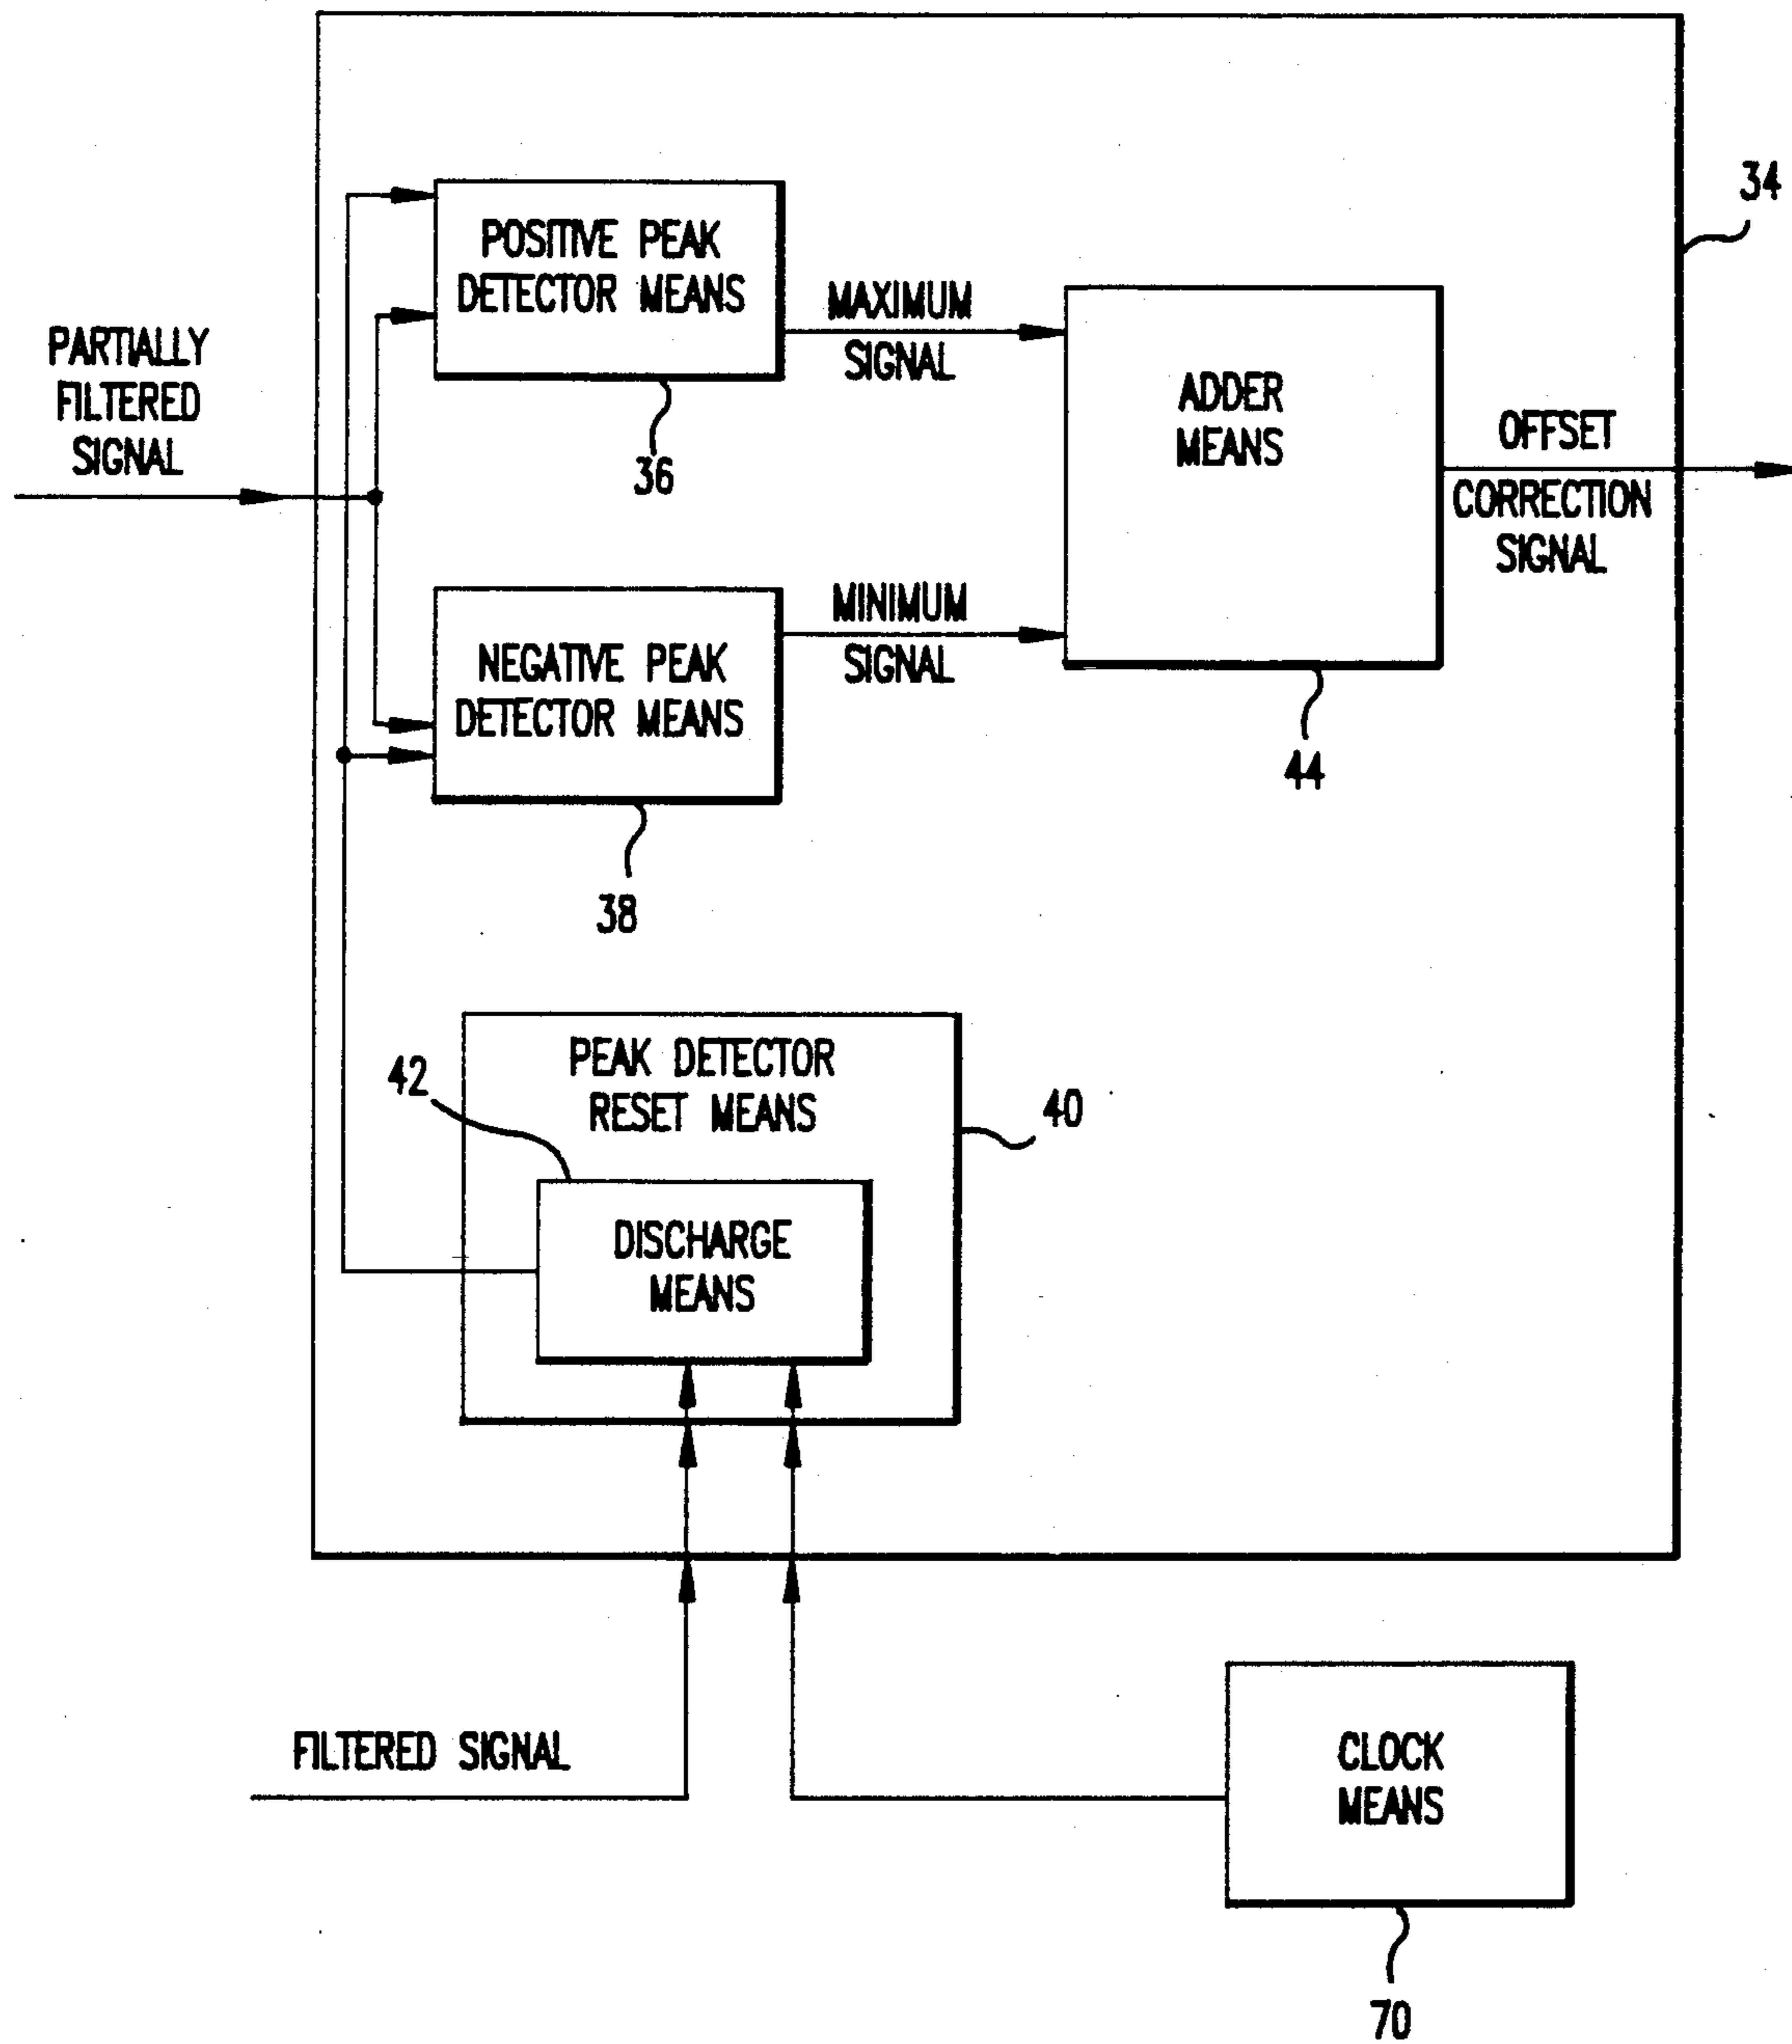 34
POSITIVE PEAK
DETECTOR MEANS
36
MAXIMUM
SIGNAL
PARTIALLY
FILTERED
SIGNAL
ADDER
MEANS
44
OFFSET
CORRECTION
SIGNAL
NEGATIVE PEAK
DETECTOR MEANS
38
MINIMUM
SIGNAL
PEAK DETECTOR
RESET MEANS
40
42
DISCHARGE
MEANS
FILTERED SIGNAL
CLOCK
MEANS
70